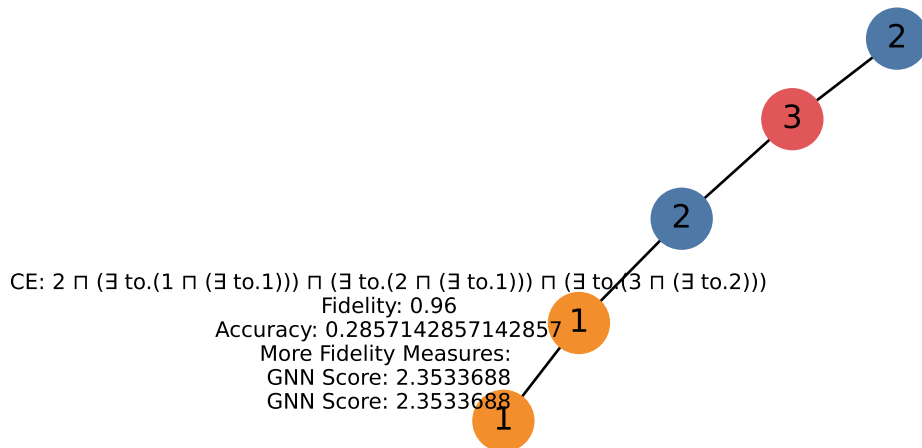 2
3
2
CE: 2 ⊓ (∃ to.(1 ⊓ (∃ to.1))) ⊓ (∃ to.(2 ⊓ (∃ to.1))) ⊓ (∃ to.(3 ⊓ (∃ to.2)))
Fidelity: 0.96
Accuracy: 0.2857142857142857
1
More Fidelity Measures:
GNN Score: 2.3533688
GNN Score: 2.3533688
1